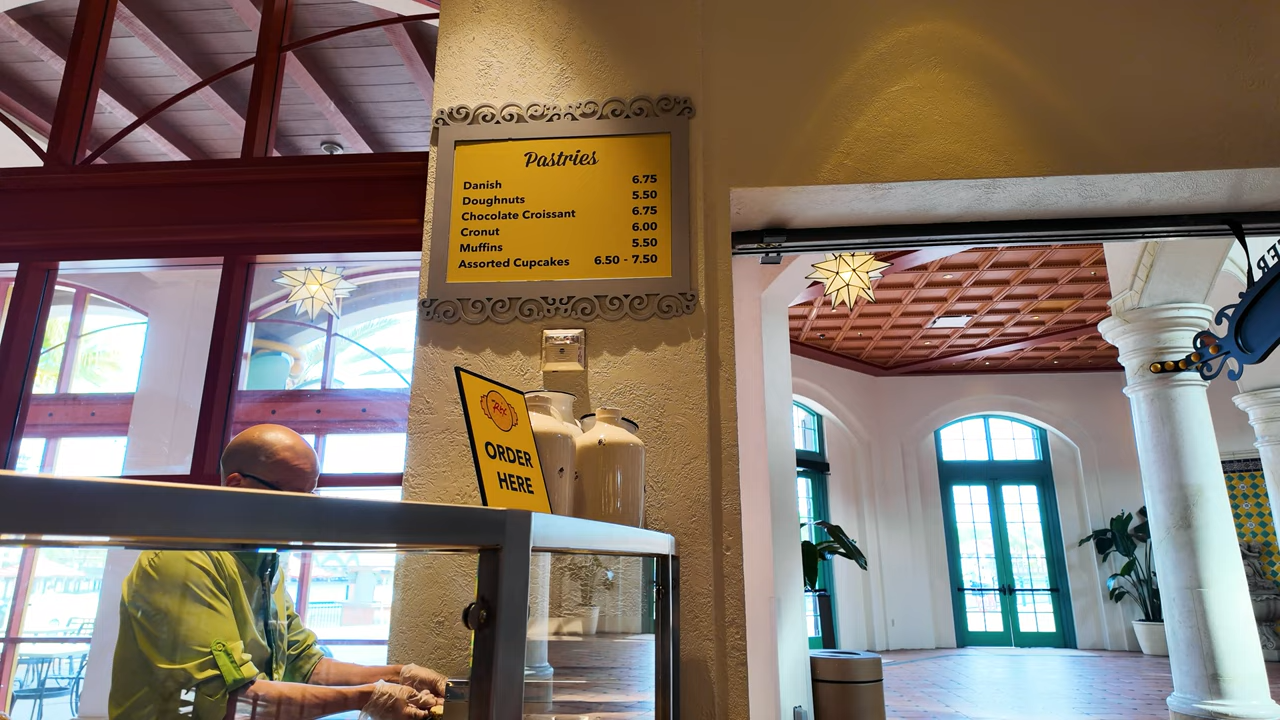 Pastries
Danish 6.75
Doughnuts 5.50
Chocolate Croissant 6.75
Cronut 6.00
Muffins 5.50
Assorted Cupcakes 6.50 - 7.50
Rix
ORDER
HERE